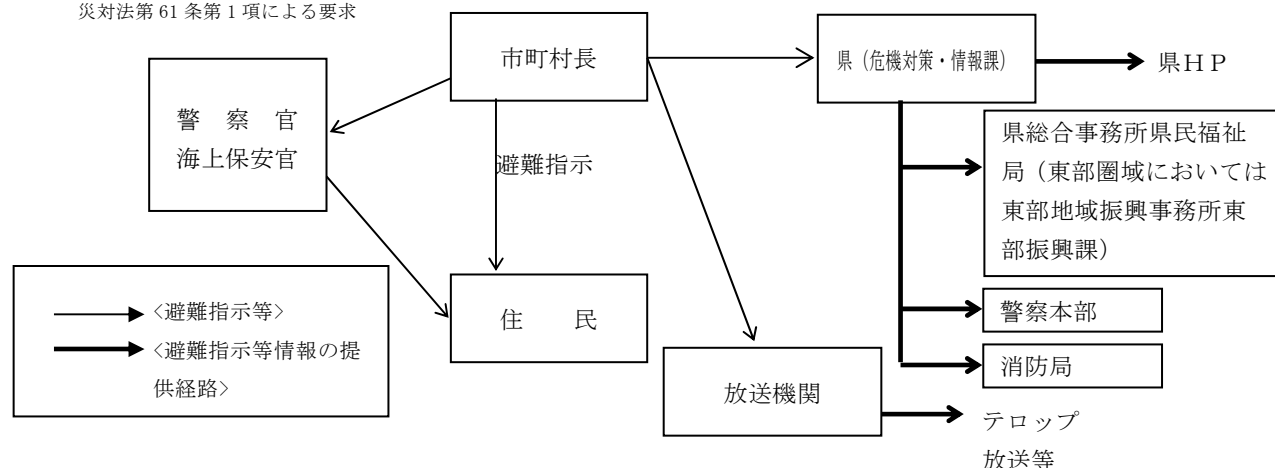 災対法第 61 条第 1 項による要求
市町村長
県（危機対策・情報課）
県ＨＰ
警　察　官
海上保安官
避難指示
県総合事務所県民福祉
局（東部圏域においては
東部地域振興事務所東
部振興課）
＜避難指示等＞
＜避難指示等情報の提
供経路＞
住　　民
警察本部
消防局
放送機関
テロップ
放送等